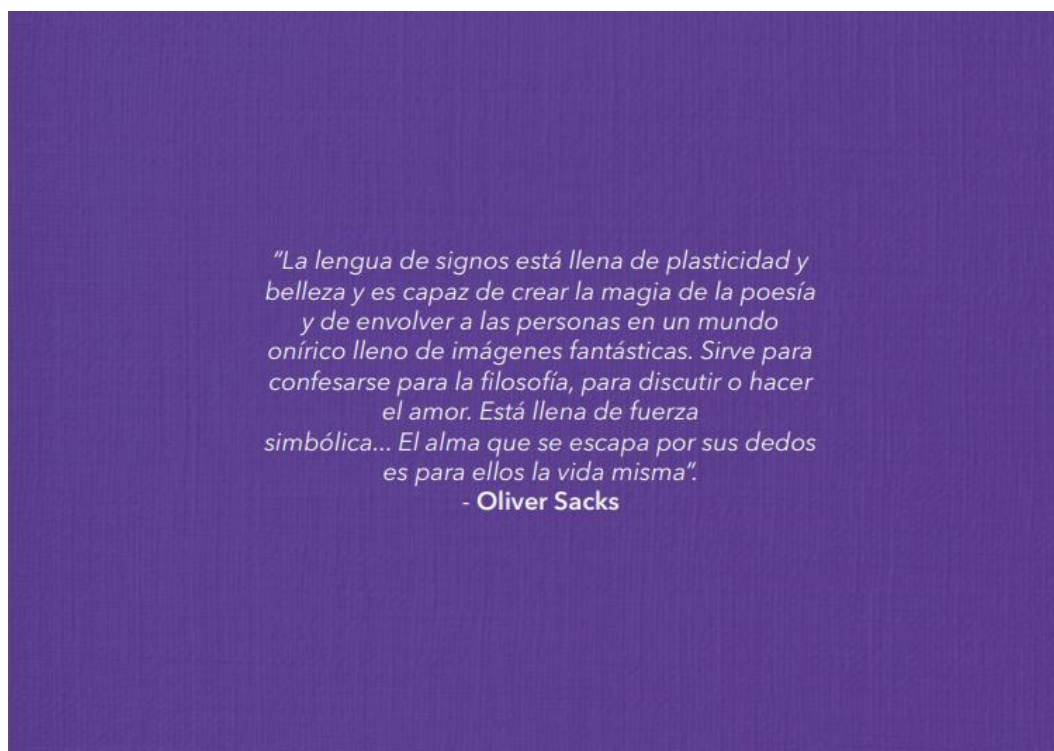 “La lengua de signos está llena de plasticidad y
belleza y es capaz de crear la magia de la poesía
y de envolver a las personas en un mundo
onírico lleno de imágenes fantásticas. Sirve para
confesarse para la filosofía, para discutir o hacer
el amor. Está llena de fuerza
simbólica... El alma que se escapa por sus dedos
es para ellos la vida misma“.
- Oliver Sacks